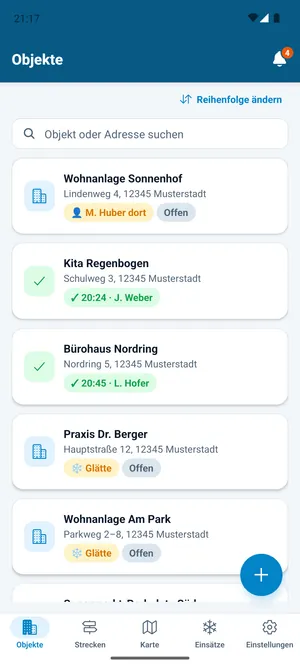 21:17
Objekte
4
Reihenfolge ändern
Objekt oder Adresse suchen
Wohnanlage Sonnenhof
Lindenweg 4, 12345 Musterstadt
👤 M. Huber dort Offen
Kita Regenbogen
Schulweg 3, 12345 Musterstadt
✓ 20:24 · J. Weber
Bürohaus Nordring
Nordring 5, 12345 Musterstadt
✓ 20:45 · L. Hofer
Praxis Dr. Berger
Hauptstraße 12, 12345 Musterstadt
❄️ Glätte Offen
Wohnanlage Am Park
Parkweg 2–8, 12345 Musterstadt
❄️ Glätte Offen
Objekte Strecken Karte Einsätze Einstellungen